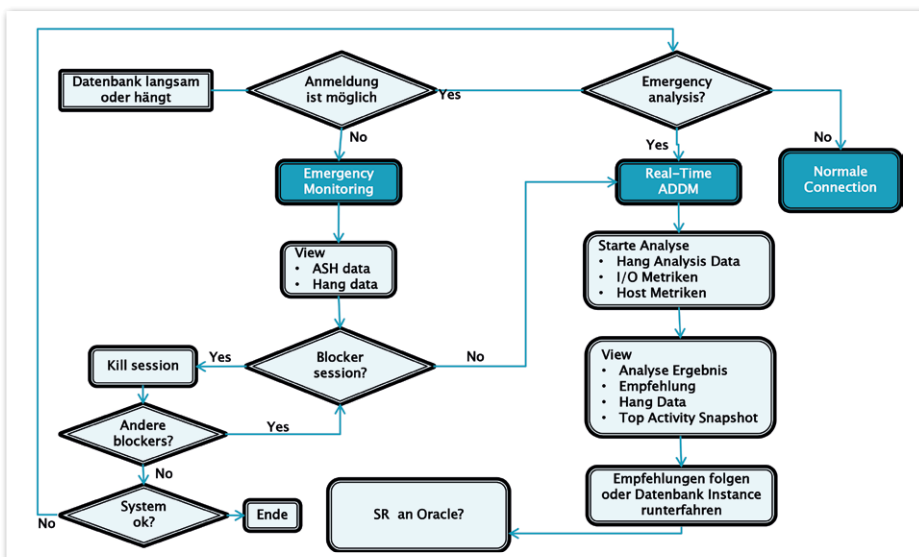 Datenbank langsam
oder hängt
Anmeldung
ist möglich
Yes
Emergency
analysis?
No
Yes
No
Emergency
Monitoring
Real-Time
ADDM
Normale
Connection
View
• ASH data
• Hang data
Starte Analyse
• Hang Analysis Data
• I/O Metriken
• Host Metriken
Kill session
Yes
Blocker
session?
No
View
• Analyse Ergebnis
• Empfehlung
• Hang Data
• Top Activity Snapshot
Andere
blockers?
Yes
No
System
ok?
No
Ende
SR an Oracle?
Empfehlungen folgen
oder Datenbank Instance
runterfahren